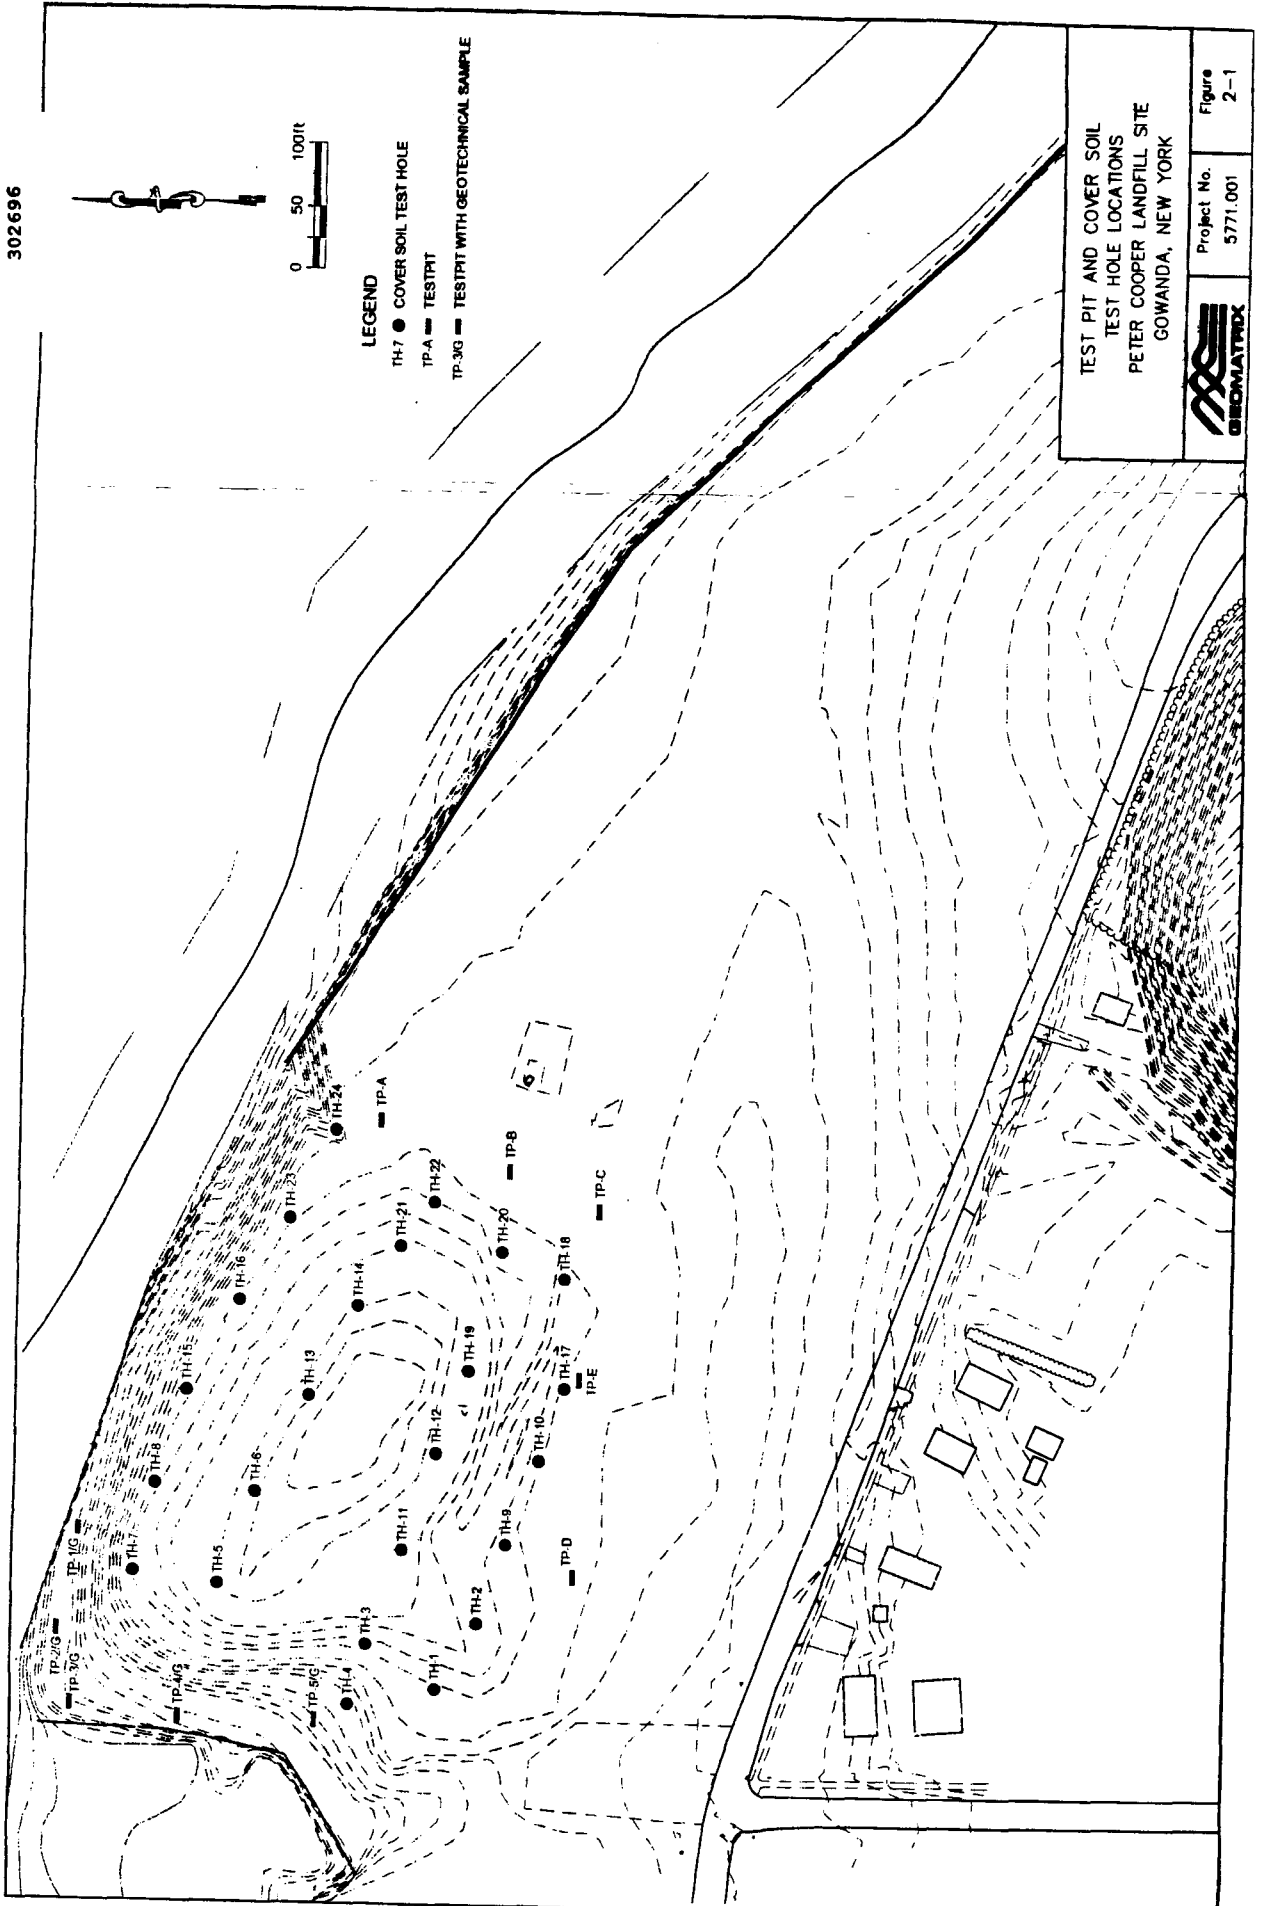 302696
0 50 100ft
LEGEND
TH-7 COVER SOIL TEST HOLE
TP-A TESTPIT
TP-3/G TESTPIT WITH GEOTECHNICAL SAMPLE
TP-2/G
TP-3/G
TP-1/G
TP-4/G
TP-5/G
TH-7
TH-8
TH-15
TH-16
TH-23
TH-24
TP-A
TH-5
TH-6
TH-13
TH-14
TH-21
TH-22
TP-B
TH-4
TH-3
TH-11
TH-12
TH-19
TH-20
TP-C
TH-1
TH-2
TH-9
TH-10
TH-17
TH-18
TP-D
TP-E
TEST PIT AND COVER SOIL
TEST HOLE LOCATIONS
PETER COOPER LANDFILL SITE
GOWANDA, NEW YORK
GEOMATRIX
Project No.
5771.001
Figure
2-1